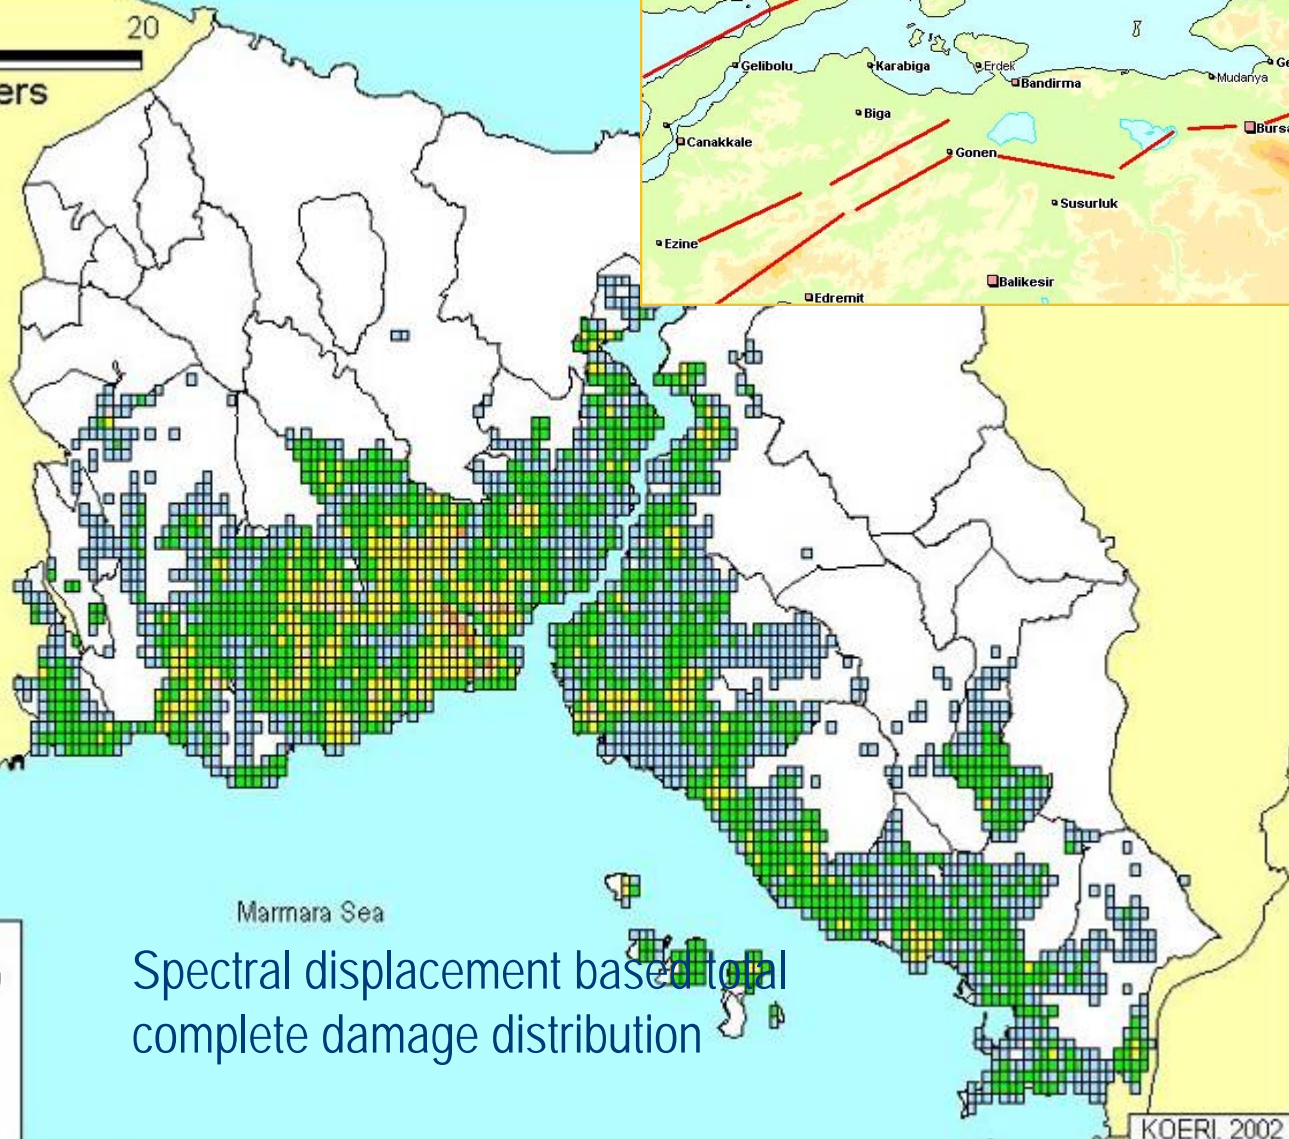 20
ers
Gelibolu
Karabiga
Erdek
Bandirma
Mudanya
Ge
Biga
Canakkale
Gonen
Bursa
Susurluk
Ezine
Balikesir
Edremit
Marmara Sea
Spectral displacement based total
complete damage distribution
KOERI, 2002